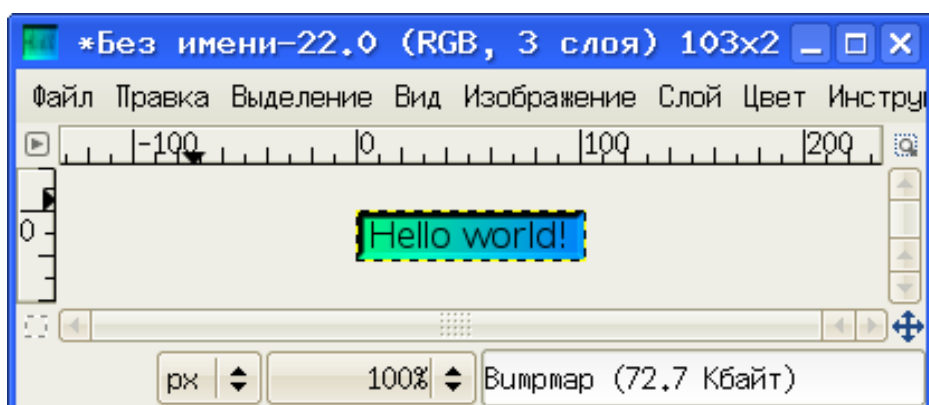 *Без имени-22.0 (RGB, 3 слоя) 103x2
Файл Правка Выделение Вид Изображение Слой Цвет
-100 0 100 200
0
Hello world!
px 100% Bumpmap (72.7 Кбайт)